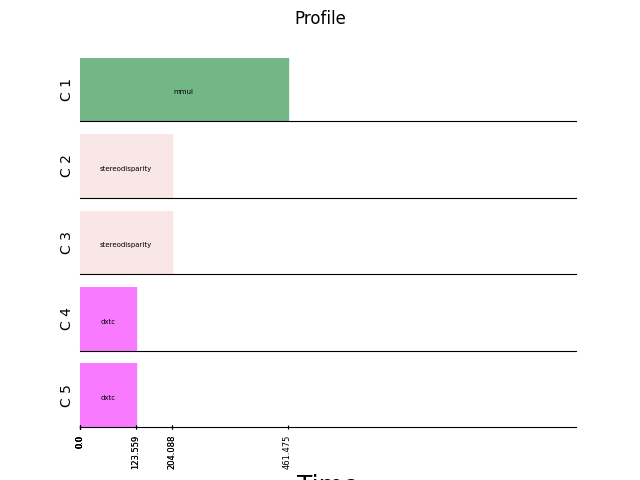 Profile
C 1
mmul
C 2
stereodisparity
C 3
stereodisparity
C 4
dxtc
C 5
dxtc
0.0
123.559
204.088
461.475
Time